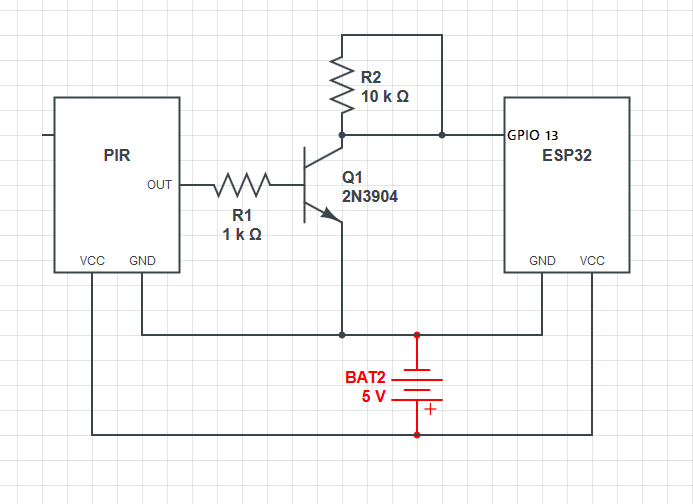 R2
10 k Ω
GPIO 13
PIR
ESP32
OUT
Q1
2N3904
R1
1 k Ω
VCC GND
GND VCC
BAT2
5 V
+